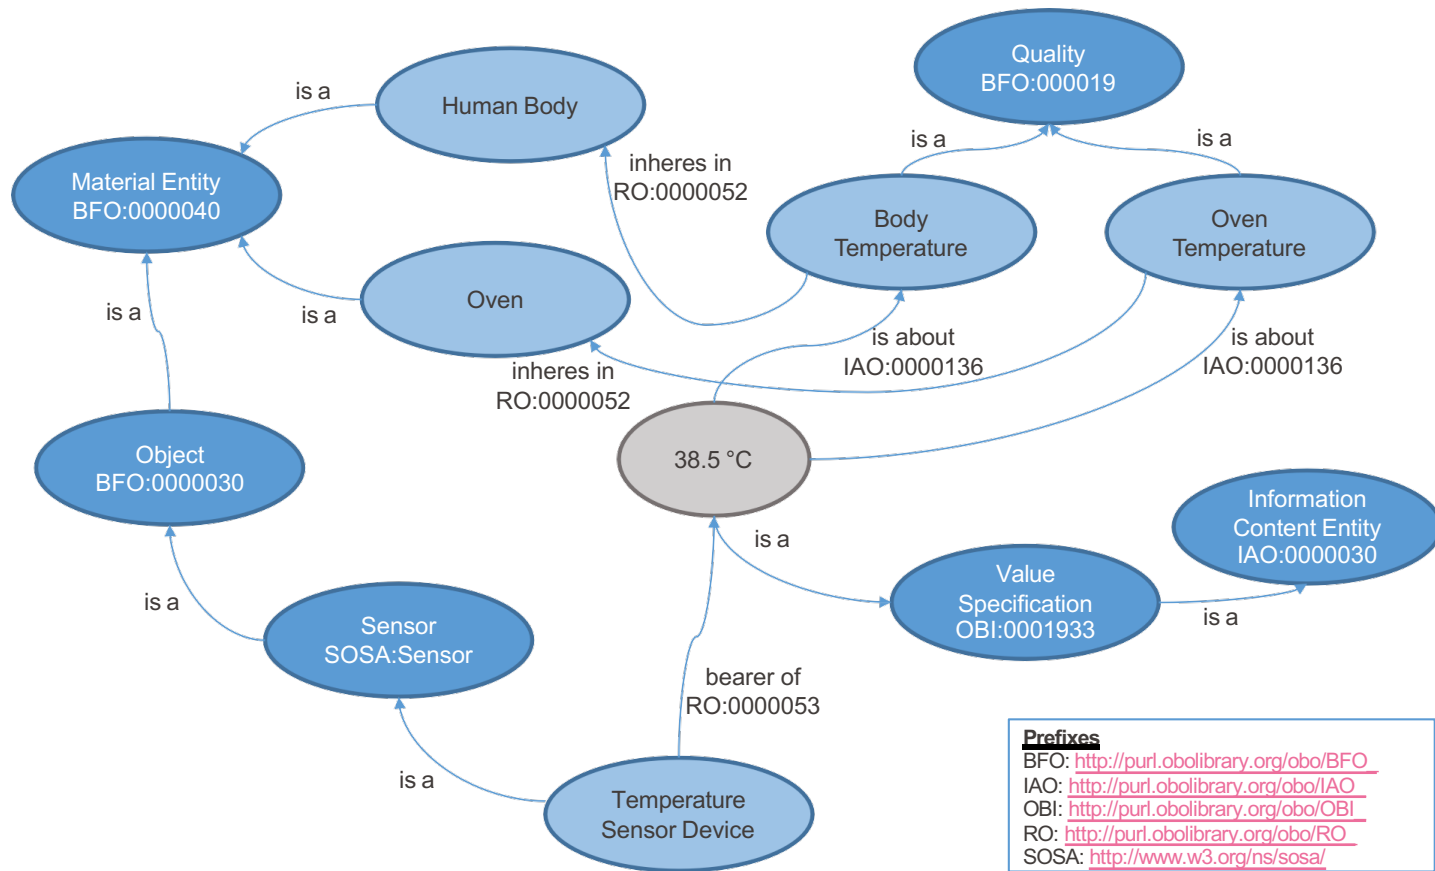 Quality
BFO:000019
is a
Human Body
is a
is a
inheres in
RO:0000052
Material Entity
BFO:0000040
Body
Temperature
Oven
Temperature
Oven
is a
is a
is about
IAO:0000136
is about
IAO:0000136
inheres in
RO:0000052
Object
BFO:0000030
38.5 °C
Information
Content Entity
IAO:0000030
is a
Value
Specification
OBI:0001933
is a
is a
Sensor
SOSA:Sensor
bearer of
RO:0000053
is a
Temperature
Sensor Device
Prefixes
BFO: http://purl.obolibrary.org/obo/BFO_
IAO: http://purl.obolibrary.org/obo/IAO_
OBI: http://purl.obolibrary.org/obo/OBI_
RO: http://purl.obolibrary.org/obo/RO_
SOSA: http://www.w3.org/ns/sosa/